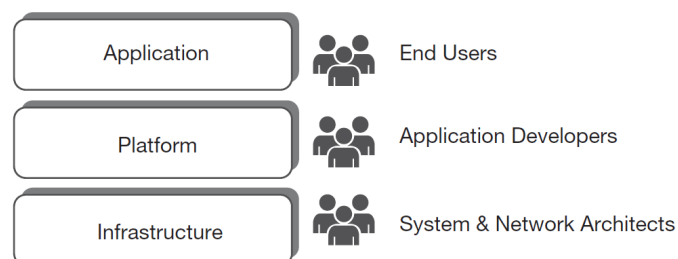 Application
End Users
Platform
Application Developers
Infrastructure
System & Network Architects